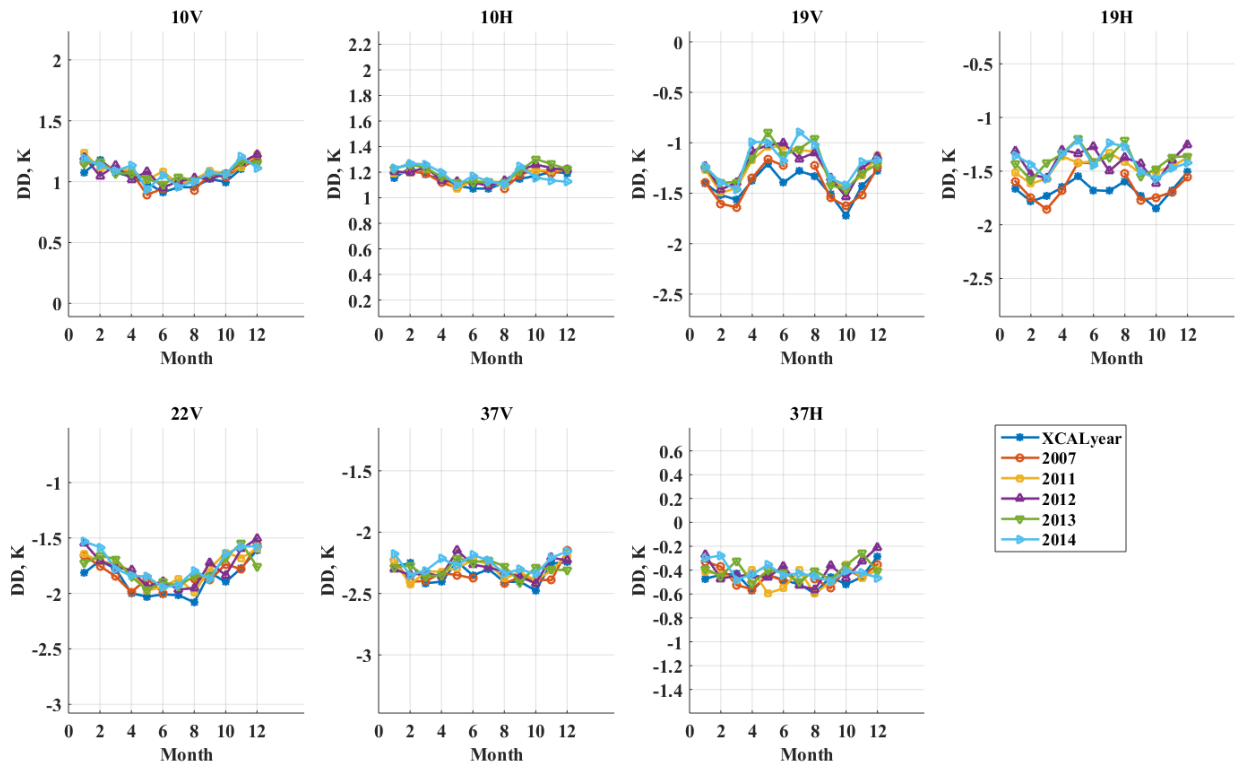 10V
10H
19V
19H
DD, K
2
1.5
1
0.5
0
0 2 4 6 8 10 12
Month
DD, K
2.2
2
1.8
1.6
1.4
1.2
1
0.8
0.6
0.4
0.2
0 2 4 6 8 10 12
Month
DD, K
0
-0.5
-1
-1.5
-2
-2.5
0 2 4 6 8 10 12
Month
DD, K
-0.5
-1
-1.5
-2
-2.5
0 2 4 6 8 10 12
Month
22V
37V
37H
DD, K
-1
-1.5
-2
-2.5
-3
0 2 4 6 8 10 12
Month
DD, K
-1.5
-2
-2.5
-3
0 2 4 6 8 10 12
Month
DD, K
0.6
0.4
0.2
0
-0.2
-0.4
-0.6
-0.8
-1
-1.2
-1.4
0 2 4 6 8 10 12
Month
XCALyear
2007
2011
2012
2013
2014